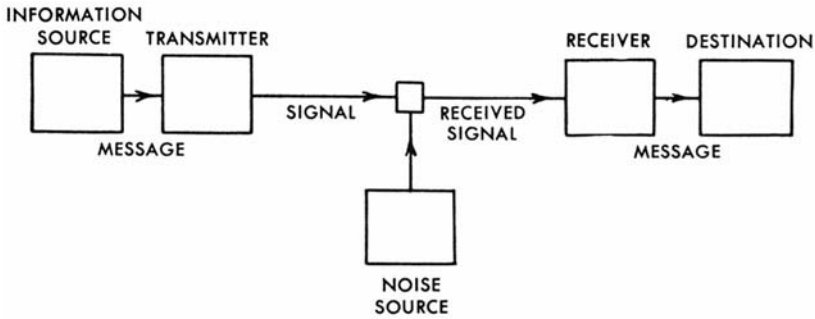 INFORMATION
SOURCE
TRANSMITTER
RECEIVER
DESTINATION
SIGNAL
RECEIVED
SIGNAL
MESSAGE
MESSAGE
NOISE
SOURCE